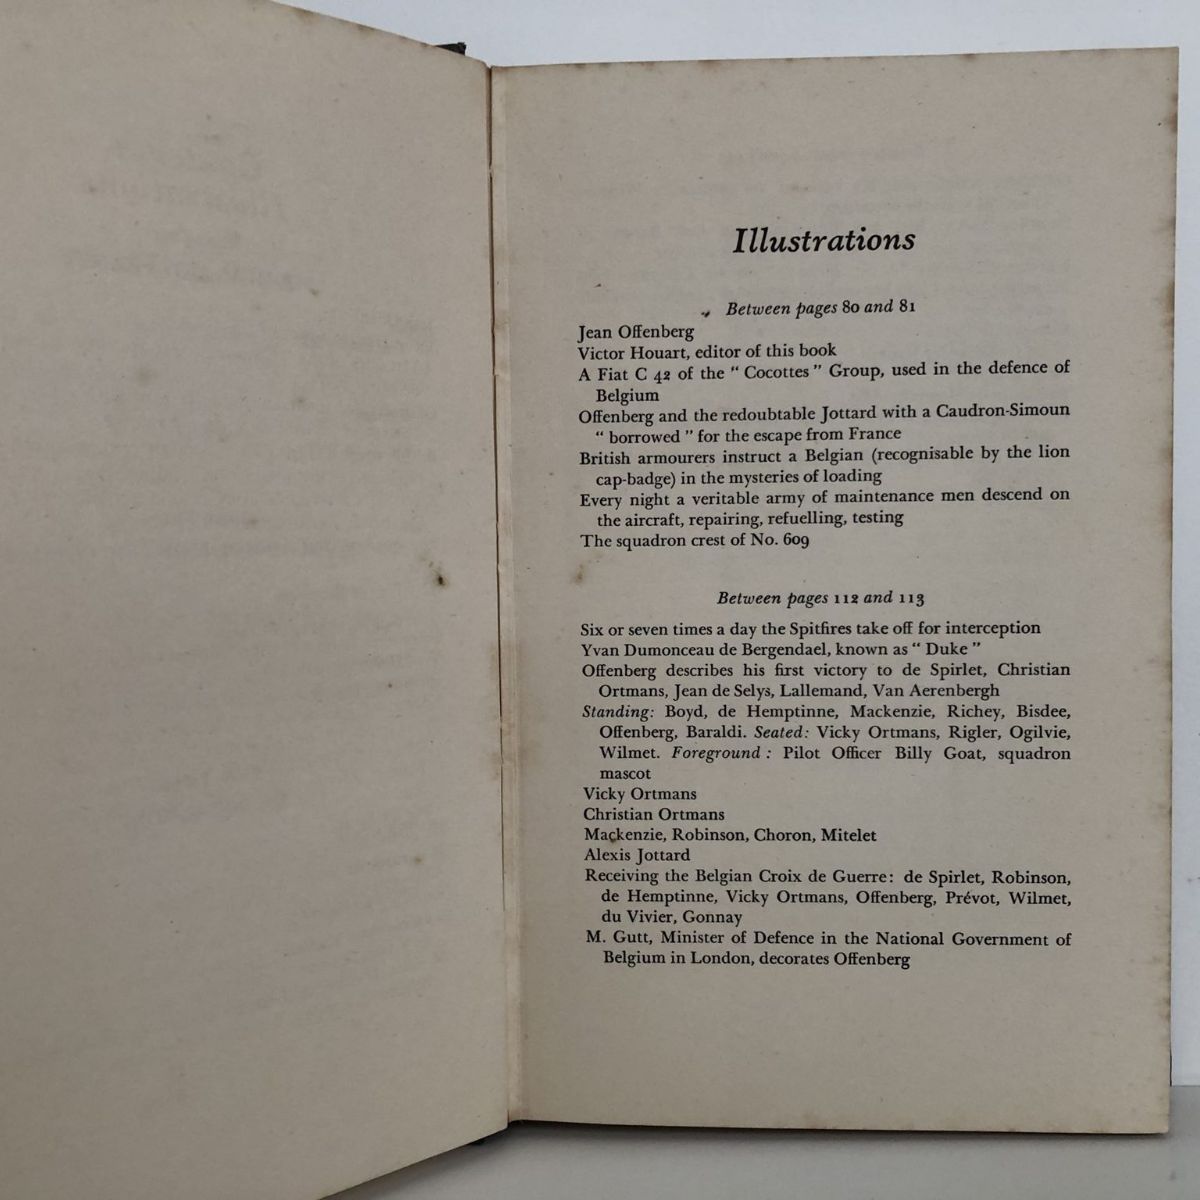 Illustrations
Between pages 80 and 81
Jean Offenberg
Victor Houart, editor of this book
A Fiat C 42 of the “ Cocottes ” Group, used in the defence of
Belgium
Offenberg and the redoubtable Jottard with a Caudron-Simoun
“ borrowed ” for the escape from France
British armourers instruct a Belgian (recognisable by the lion
cap-badge) in the mysteries of loading
Every night a veritable army of maintenance men descend on
the aircraft, repairing, refuelling, testing
The squadron crest of No. 609
Between pages 112 and 113
Six or seven times a day the Spitfires take off for interception
Yvan Dumonceau de Bergendael, known as “ Duke ”
Offenberg describes his first victory to de Spirlet, Christian
Ortmans, Jean de Selys, Lallemand, Van Aerenbergh
Standing: Boyd, de Hemptinne, Mackenzie, Richey, Bisdee,
Offenberg, Baraldi. Seated: Vicky Ortmans, Rigler, Ogilvie,
Wilmet. Foreground : Pilot Officer Billy Goat, squadron
mascot
Vicky Ortmans
Christian Ortmans
Mackenzie, Robinson, Choron, Mitelet
Alexis Jottard
Receiving the Belgian Croix de Guerre: de Spirlet, Robinson,
de Hemptinne, Vicky Ortmans, Offenberg, Prévot, Wilmet,
du Vivier, Gonnay
M. Gutt, Minister of Defence in the National Government of
Belgium in London, decorates Offenberg